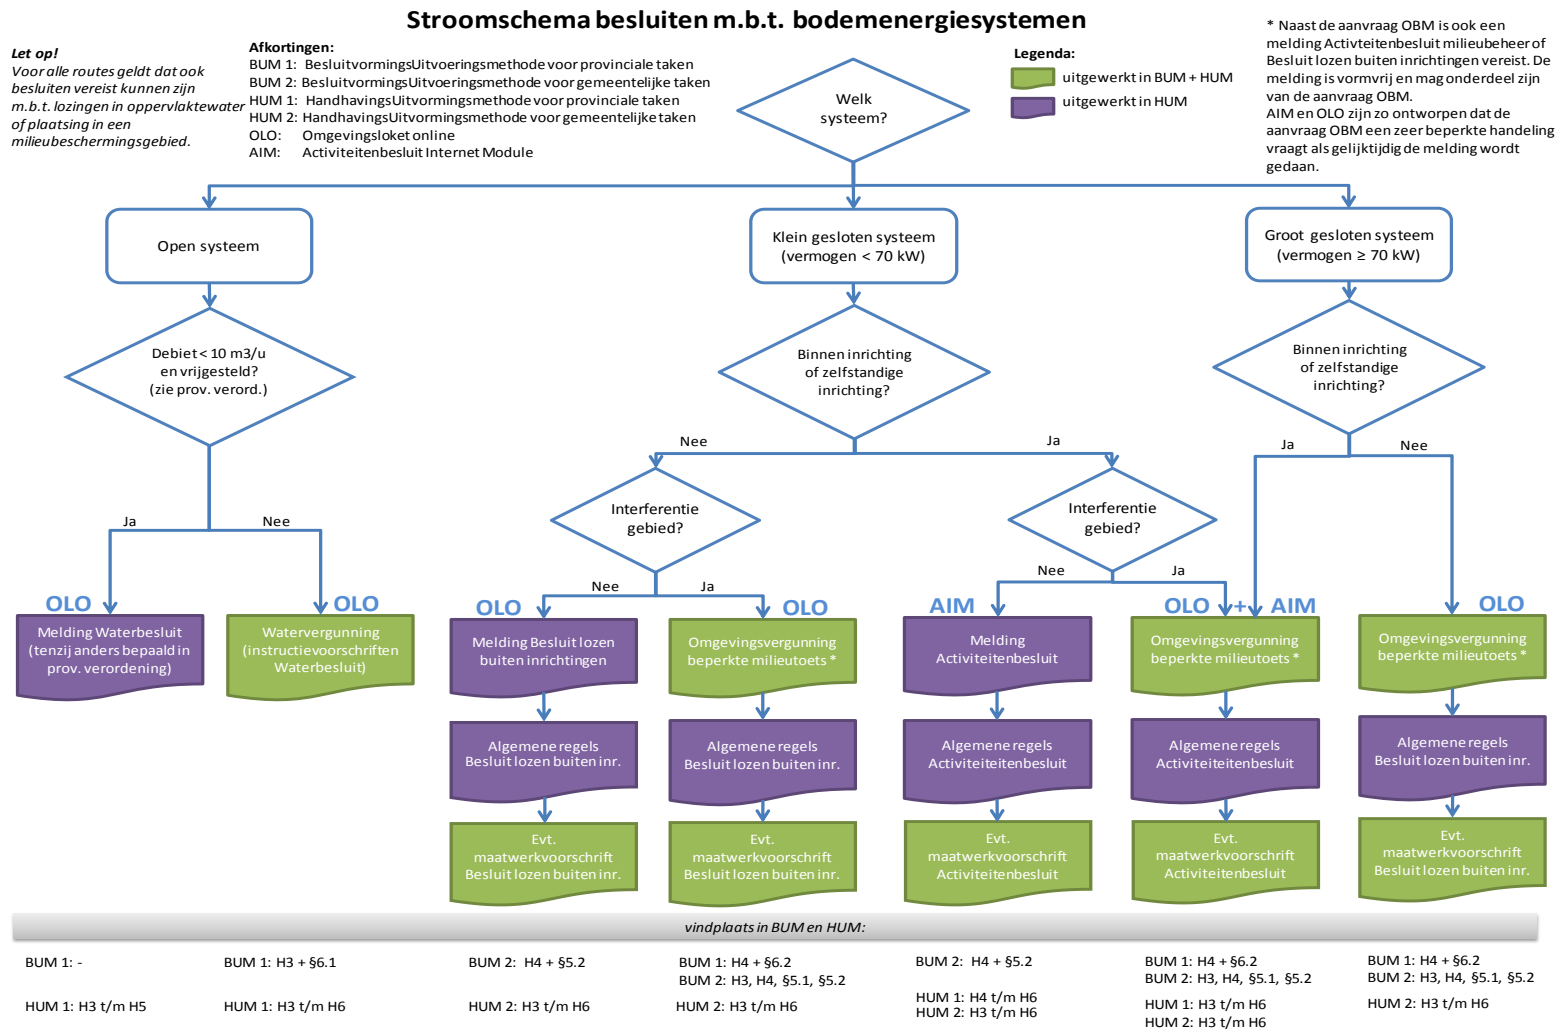 Stroomschema besluiten m.b.t. bodemenergiesystemen
Let op!
Voor alle routes geldt dat ook
besluiten vereist kunnen zijn
m.b.t. lozingen in oppervlaktewater
of plaatsing in een
milieubeschermingsgebied.
Afkortingen:
BUM 1: BesluitvormingsUitvoeringsmethode voor provinciale taken
BUM 2: BesluitvormingsUitvoeringsmethode voor gemeentelijke taken
HUM 1: HandhavingsUitvormingsmethode voor provinciale taken
HUM 2: HandhavingsUitvormingsmethode voor gemeentelijke taken
OLO: Omgevingsloket online
AIM: Activiteitenbesluit Internet Module
Legenda:
uitgewerkt in BUM + HUM
uitgewerkt in HUM
* Naast de aanvraag OBM is ook een
melding Activteitenbesluit milieubeheer of
Besluit lozen buiten inrichtingen vereist. De
melding is vormvrij en mag onderdeel zijn
van de aanvraag OBM.
AIM en OLO zijn zo ontworpen dat de
aanvraag OBM een zeer beperkte handeling
vraagt als gelijktijdig de melding wordt
gedaan.
Welk
systeem?
Open systeem
Klein gesloten systeem
(vermogen < 70 kW)
Groot gesloten systeem
(vermogen ≥ 70 kW)
Debiet < 10 m3/u
en vrijgesteld?
(zie prov. verord.)
Binnen inrichting
of zelfstandige
inrichting?
Binnen inrichting
of zelfstandige
inrichting?
Nee
Ja
Ja
Nee
Interferentie
gebied?
Interferentie
gebied?
Ja
Nee
Nee
Ja
Nee
Ja
OLO
OLO
OLO
OLO
AIM
OLO + AIM
OLO
Melding Waterbesluit
(tenzij anders bepaald in
prov. verordening)
Watervergunning
(instructievoorschriften
Waterbesluit)
Melding Besluit lozen
buiten inrichtingen
Omgevingsvergunning
beperkte milieutoets *
Melding
Activiteitenbesluit
Omgevingsvergunning
beperkte milieutoets *
Omgevingsvergunning
beperkte milieutoets *
Algemene regels
Besluit lozen buiten inr.
Algemene regels
Besluit lozen buiten inr.
Algemene regels
Activiteiteitenbesluit
Algemene regels
Activiteiteitenbesluit
Algemene regels
Besluit lozen buiten inr.
Evt.
maatwerkvoorschrift
Besluit lozen buiten inr.
Evt.
maatwerkvoorschrift
Besluit lozen buiten inr.
Evt.
maatwerkvoorschrift
Activiteitenbesluit
Evt.
maatwerkvoorschrift
Activiteitenbesluit
Evt.
maatwerkvoorschrift
Besluit lozen buiten inr.
vindplaats in BUM en HUM:
BUM 1: -
HUM 1: H3 t/m H5
BUM 1: H3 + §6.1
HUM 1: H3 t/m H6
BUM 2: H4 + §5.2
HUM 2: H3 t/m H6
BUM 1: H4 + §6.2
BUM 2: H3, H4, §5.1, §5.2
HUM 2: H3 t/m H6
BUM 2: H4 + §5.2
HUM 1: H4 t/m H6
HUM 2: H3 t/m H6
BUM 1: H4 + §6.2
BUM 2: H3, H4, §5.1, §5.2
HUM 1: H3 t/m H6
HUM 2: H3 t/m H6
BUM 1: H4 + §6.2
BUM 2: H3, H4, §5.1, §5.2
HUM 2: H3 t/m H6